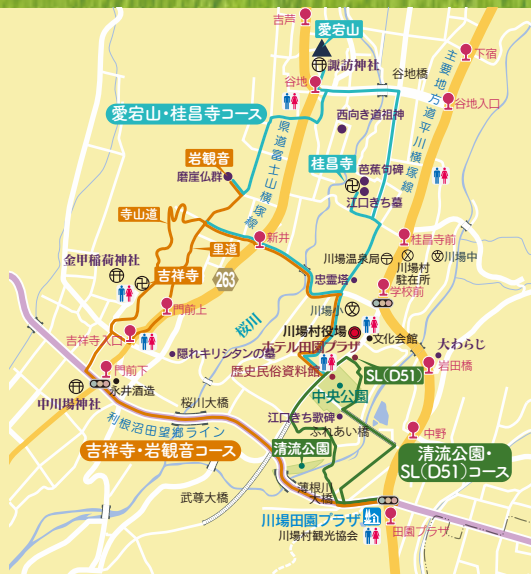 吉芦
愛宕山
諏訪神社
下宿
谷地
谷地橋
主要地方道平川横塚線
谷地入口
愛宕山・桂昌寺コース
西向き道祖神
県道富士山横塚線
岩観音
磨崖仏群
桂昌寺
芭蕉句碑
江口きち墓
寺山道
里道
新井
桂昌寺前
金甲稲荷神社
吉祥寺
263
川場温泉局
川場村
駐在所
川場中
忠霊塔
学校前
門前上
桜川
川場小
吉祥寺入口
川場村役場
文化会館
大わらじ
隠れキリシタンの墓
ホテル田園プラザ
岩田橋
門前下
歴史民俗資料館
SL(D51)
永井酒造
中央公園
中川場神社
桜川大橋
江口きち歌碑
利根沼田望郷ライン
ふれあい橋
中野
吉祥寺・岩観音コース
清流公園
清流公園・
SL(D51)コース
武尊大橋
薄根川
大橋
川場田園プラザ
田園プラザ
川場村観光協会